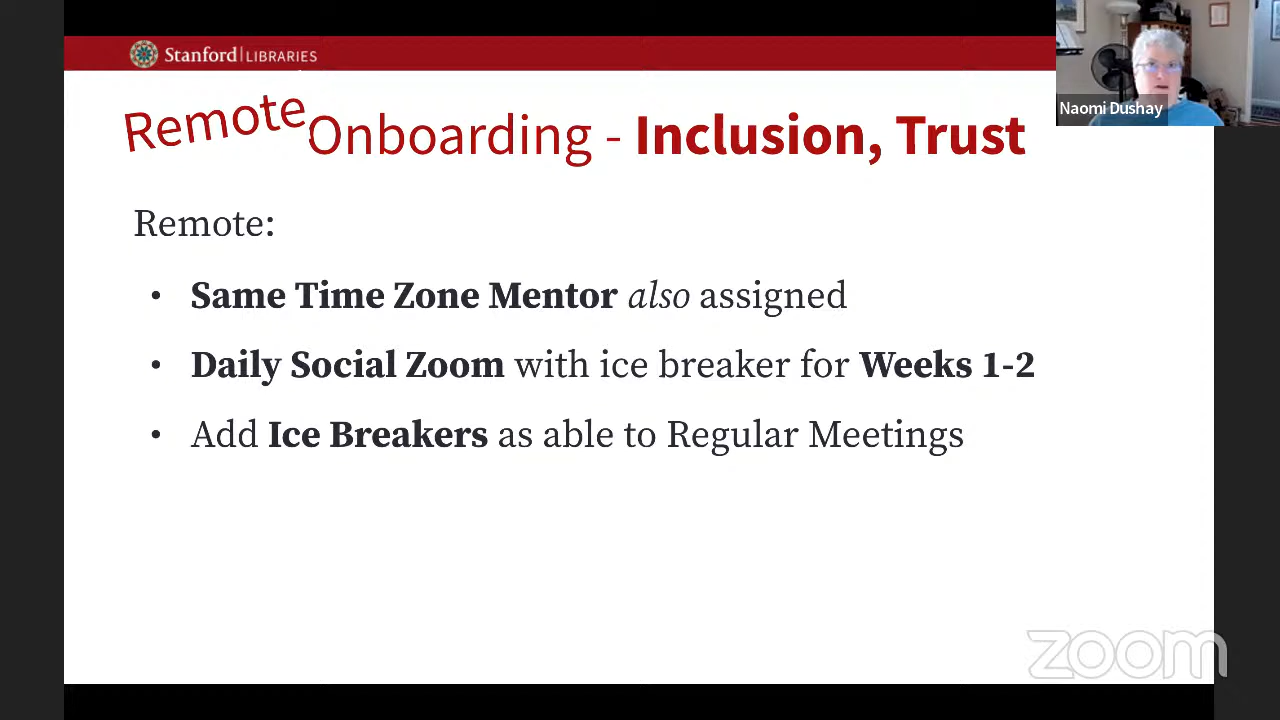 Stanford | LIBRARIES
Naomi Dushay
Remote Onboarding - Inclusion, Trust
Remote:
• Same Time Zone Mentor also assigned
• Daily Social Zoom with ice breaker for Weeks 1-2
• Add Ice Breakers as able to Regular Meetings
zoom